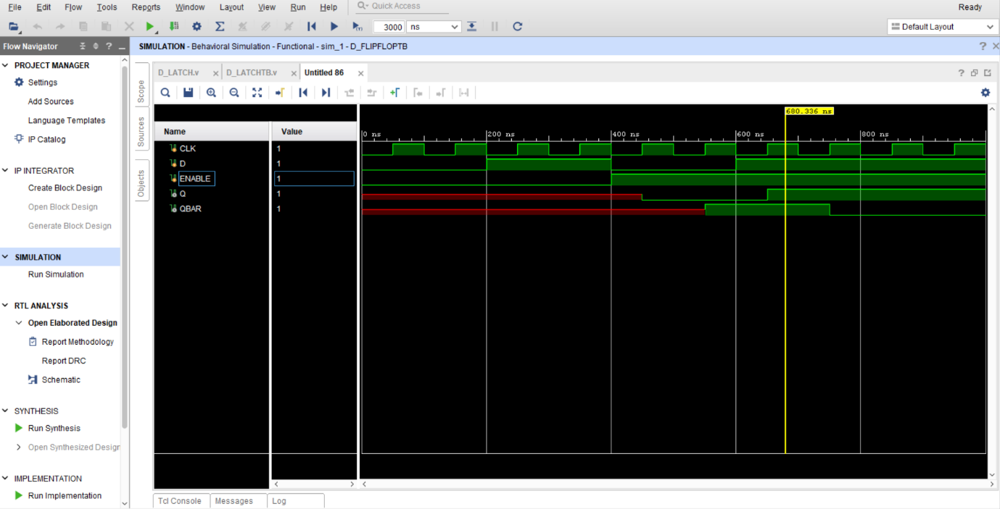 File Edit Flow Tools Reports Window Layout View Run Help Quick Access Ready
3000 ns Default Layout
Flow Navigator ? SIMULATION - Behavioral Simulation - Functional - sim_1 - D_FLIPFLOPTB ?
PROJECT MANAGER
Settings
Add Sources
Language Templates
IP Catalog
IP INTEGRATOR
Create Block Design
Open Block Design
Generate Block Design
SIMULATION
Run Simulation
RTL ANALYSIS
Open Elaborated Design
Report Methodology
Report DRC
Schematic
SYNTHESIS
Run Synthesis
Open Synthesized Design
IMPLEMENTATION
Run Implementation
Scope
Sources
Objects
D_LATCH.v D_LATCHTB.v Untitled 86 ?
680.336 ns
Name Value 0 ns 200 ns 400 ns 600 ns 800 ns
CLK 1
D 1
ENABLE 1
Q 1
QBAR 1
Tcl Console Messages Log